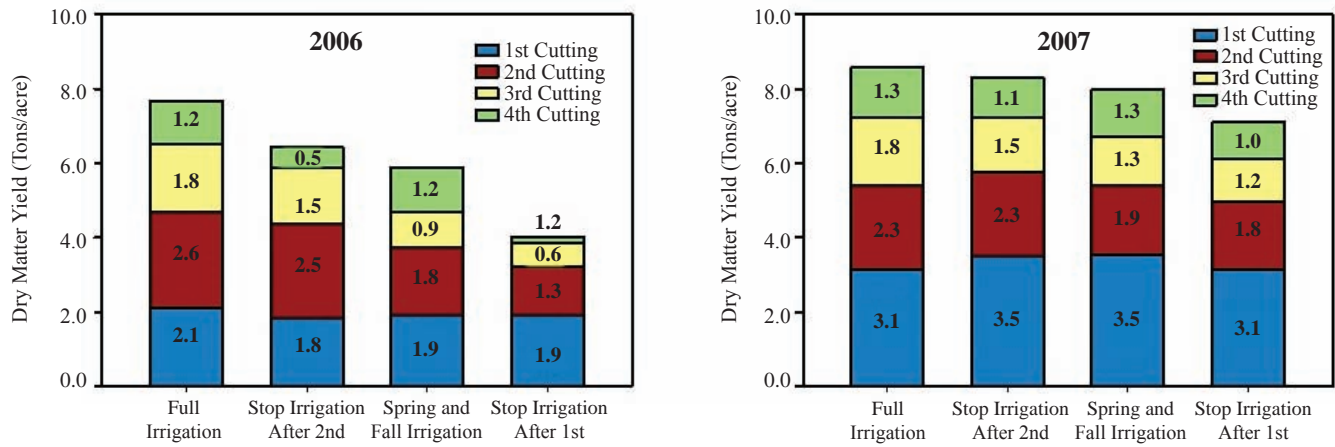 10.0
8.0
6.0
4.0
2.0
0.0
Dry Matter Yield (Tons/acre)
2006
1st Cutting
2nd Cutting
3rd Cutting
4th Cutting
1.2
1.8
2.6
2.1
0.5
1.5
2.5
1.8
1.2
0.9
1.8
1.9
1.2
0.6
1.3
1.9
Full
Irrigation
Stop Irrigation
After 2nd
Spring and
Fall Irrigation
Stop Irrigation
After 1st
10.0
8.0
6.0
4.0
2.0
0.0
Dry Matter Yield (Tons/acre)
2007
1st Cutting
2nd Cutting
3rd Cutting
4th Cutting
1.3
1.8
2.3
3.1
1.1
1.5
2.3
3.5
1.3
1.3
1.9
3.5
1.0
1.2
1.8
3.1
Full
Irrigation
Stop Irrigation
After 2nd
Spring and
Fall Irrigation
Stop Irrigation
After 1st